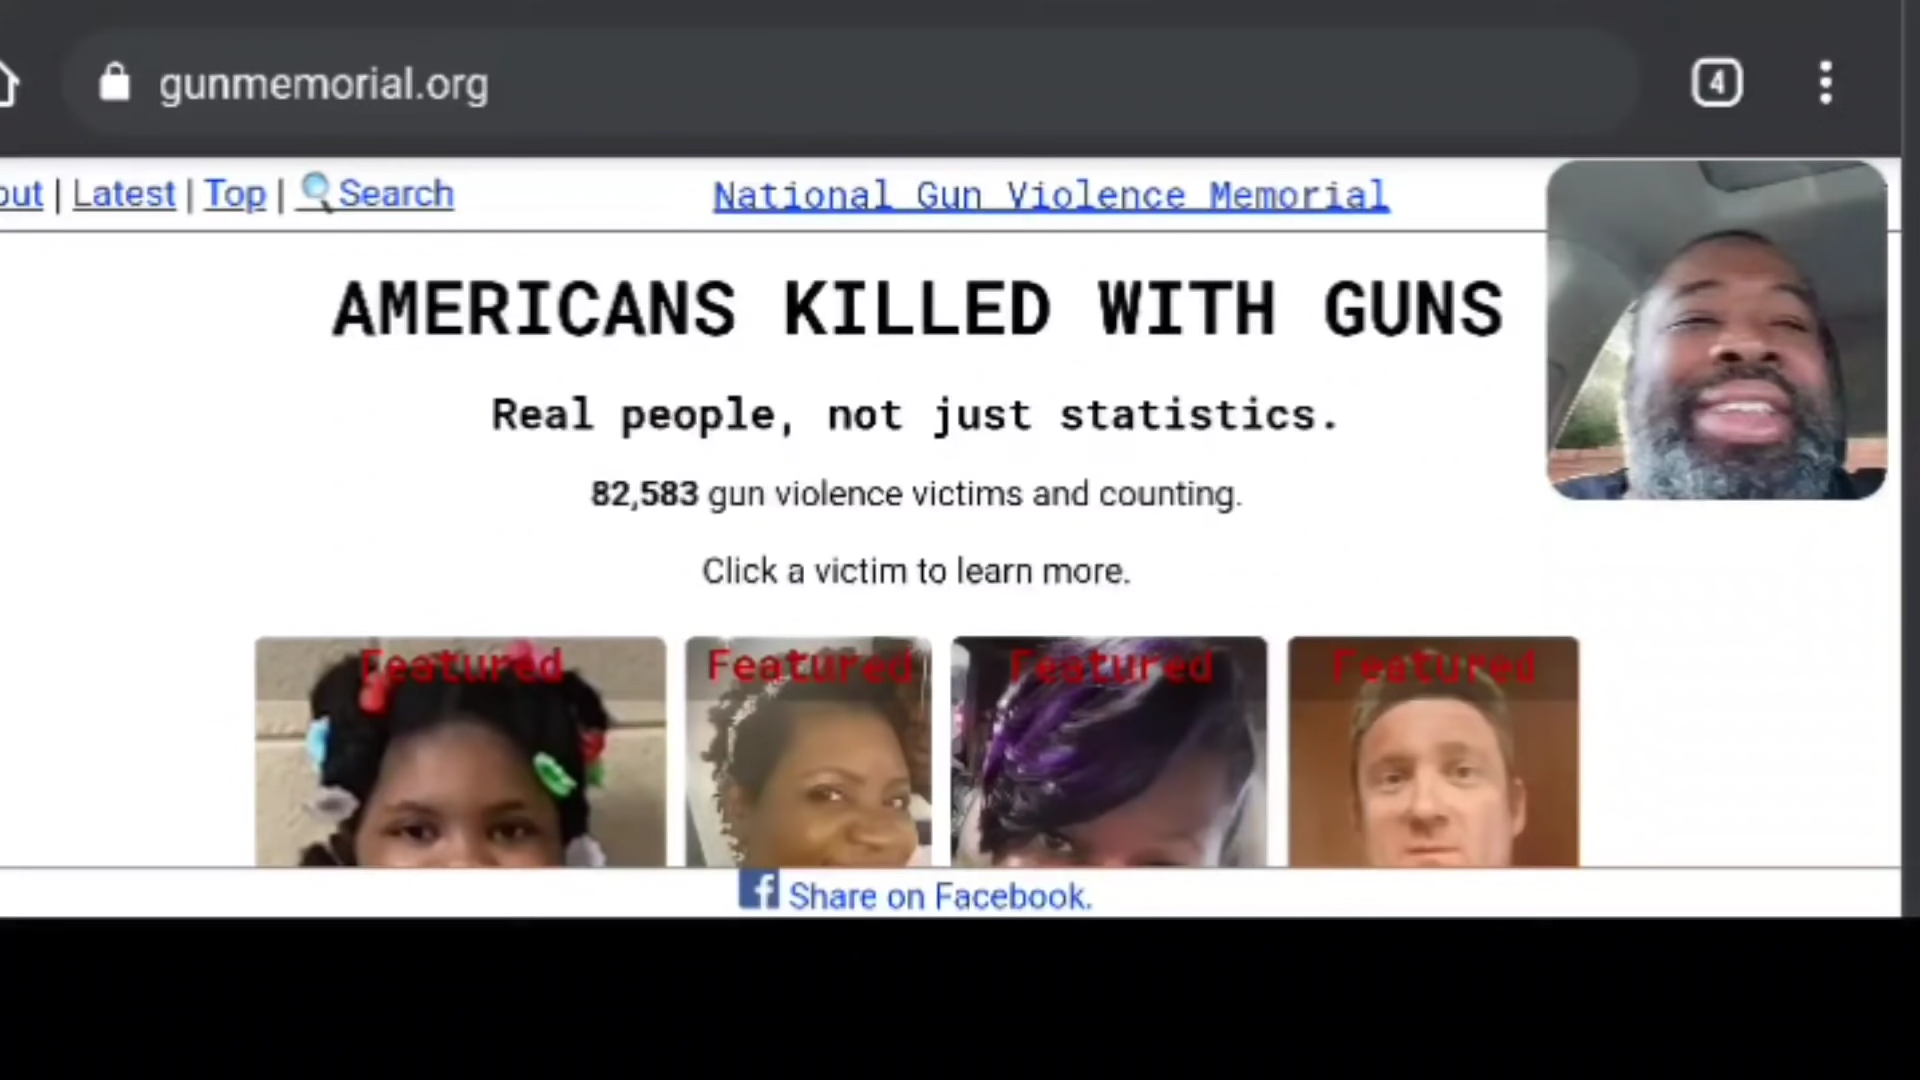 gunmemorial.org
4
out | Latest | Top | Search
National Gun Violence Memorial
AMERICANS KILLED WITH GUNS
Real people, not just statistics.
82,583 gun violence victims and counting.
Click a victim to learn more.
Featured
Featured
Featured
Featured
f Share on Facebook.